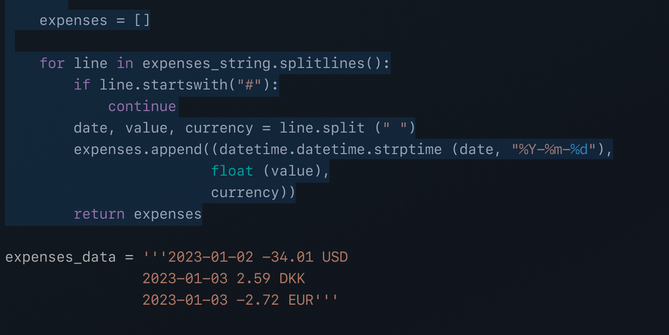 expenses = []
for line in expenses_string.splitlines():
if line.startswith("#"):
continue
date, value, currency = line.split (" ")
expenses.append((datetime.datetime.strptime (date, "%Y-%m-%d"),
float (value),
currency))
return expenses
expenses_data = '''2023-01-02 -34.01 USD
2023-01-03 2.59 DKK
2023-01-03 -2.72 EUR'''